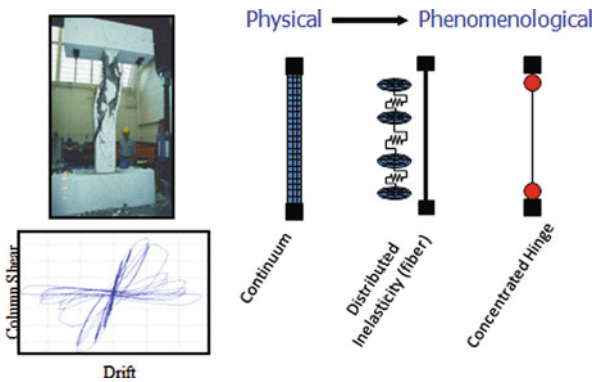 Physical
Phenomenological
Column Shear
Drift
Continuum
Distributed
Inelasticity (fiber)
Concentrated Hinge